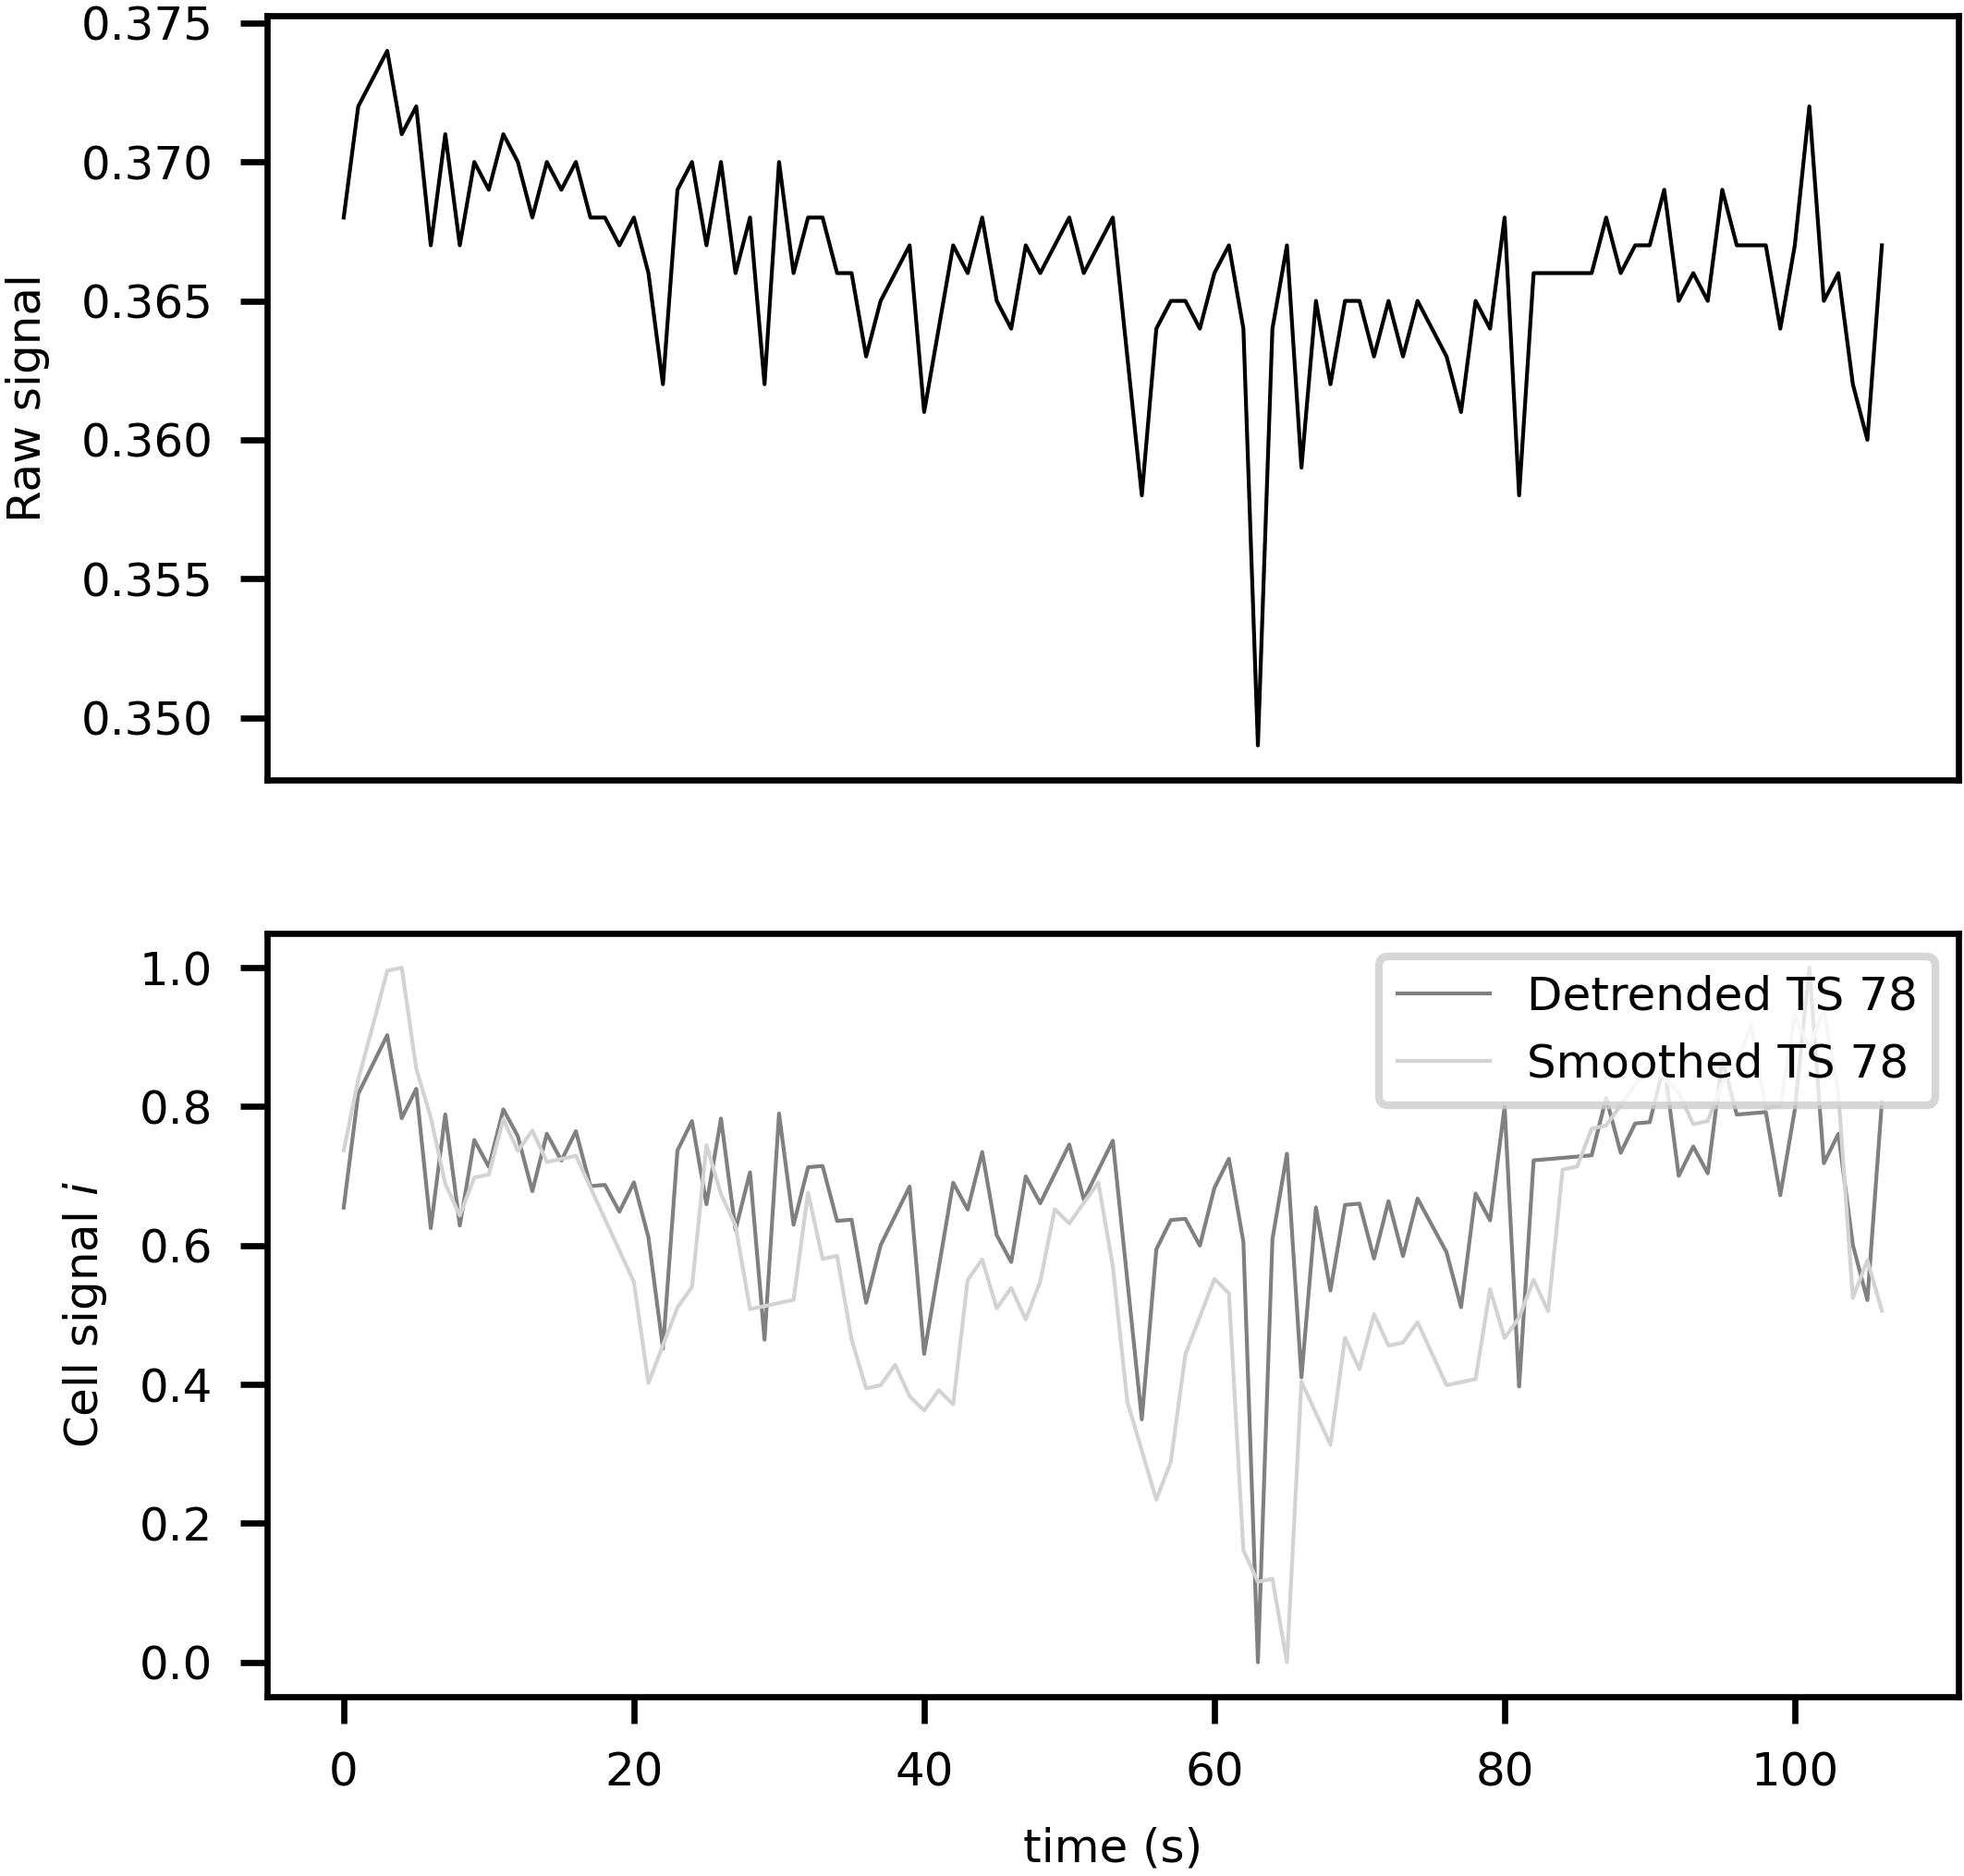 0.375
0.370
0.365
0.360
0.355
0.350
Raw signal
1.0
0.8
0.6
0.4
0.2
0.0
Cell signal i
Detrended TS 78
Smoothed TS 78
0 20 40 60 80 100
time (s)